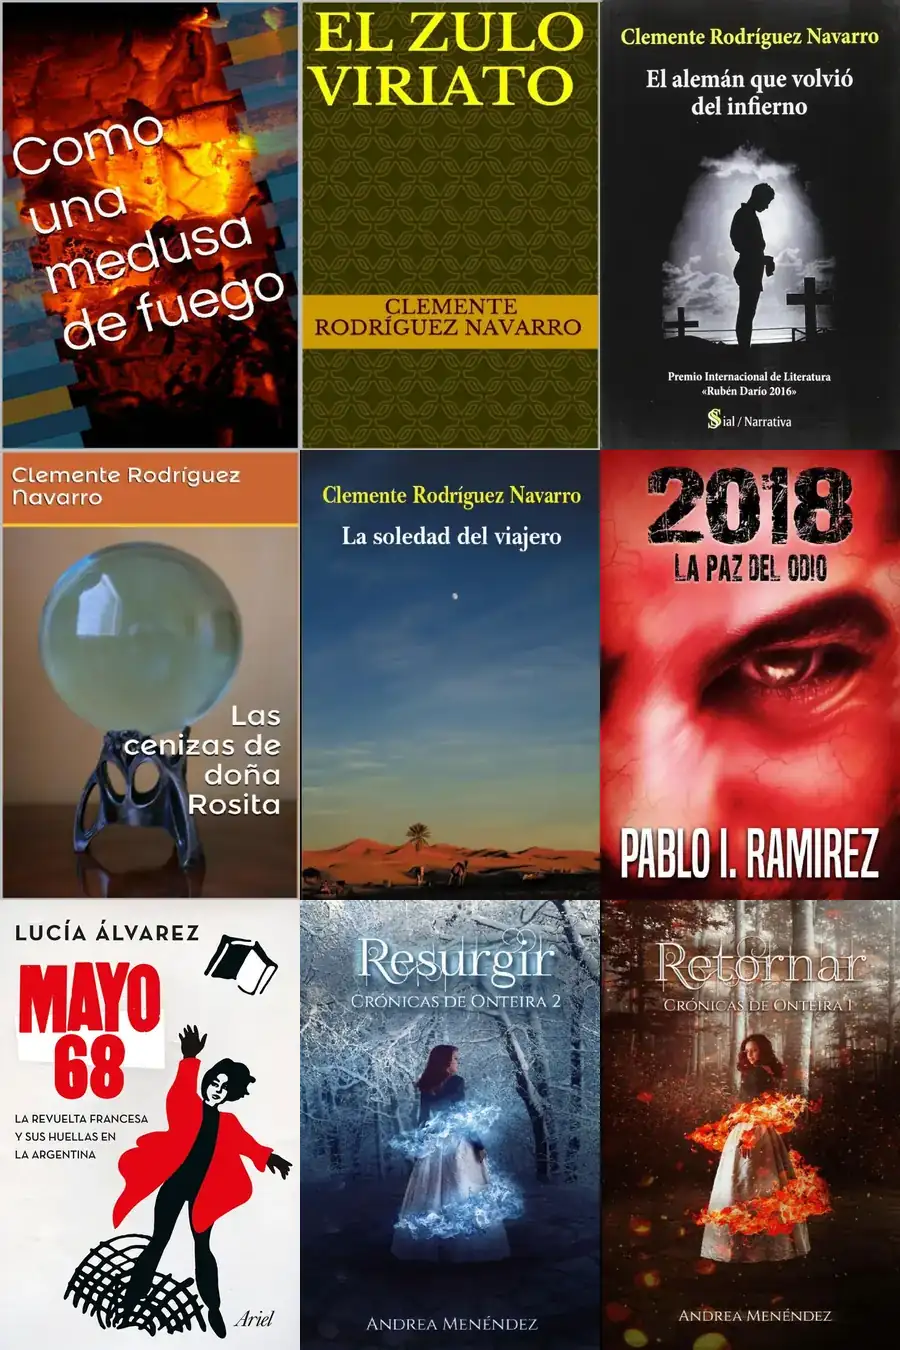 Como
una
medusa
de fuego
EL ZULO
VIRIATO
CLEMENTE
RODRÍGUEZ NAVARRO
Clemente Rodríguez Navarro
El alemán que volvió
del infierno
Premio Internacional de Literatura
«Rubén Darío 2016»
Sial / Narrativa
Clemente Rodríguez
Navarro
Las
cenizas de
doña
Rosita
Clemente Rodríguez Navarro
La soledad del viajero
2018
LA PAZ DEL ODIO
PABLO I. RAMIREZ
LUCÍA ÁLVAREZ
MAYO
68
LA REVUELTA FRANCESA
Y SUS HUELLAS EN
LA ARGENTINA
Ariel
Resurgir
CRÓNICAS DE ONTEIRA 2
ANDREA MENÉNDEZ
Retornar
CRÓNICAS DE ONTEIRA 1
ANDREA MENÉNDEZ